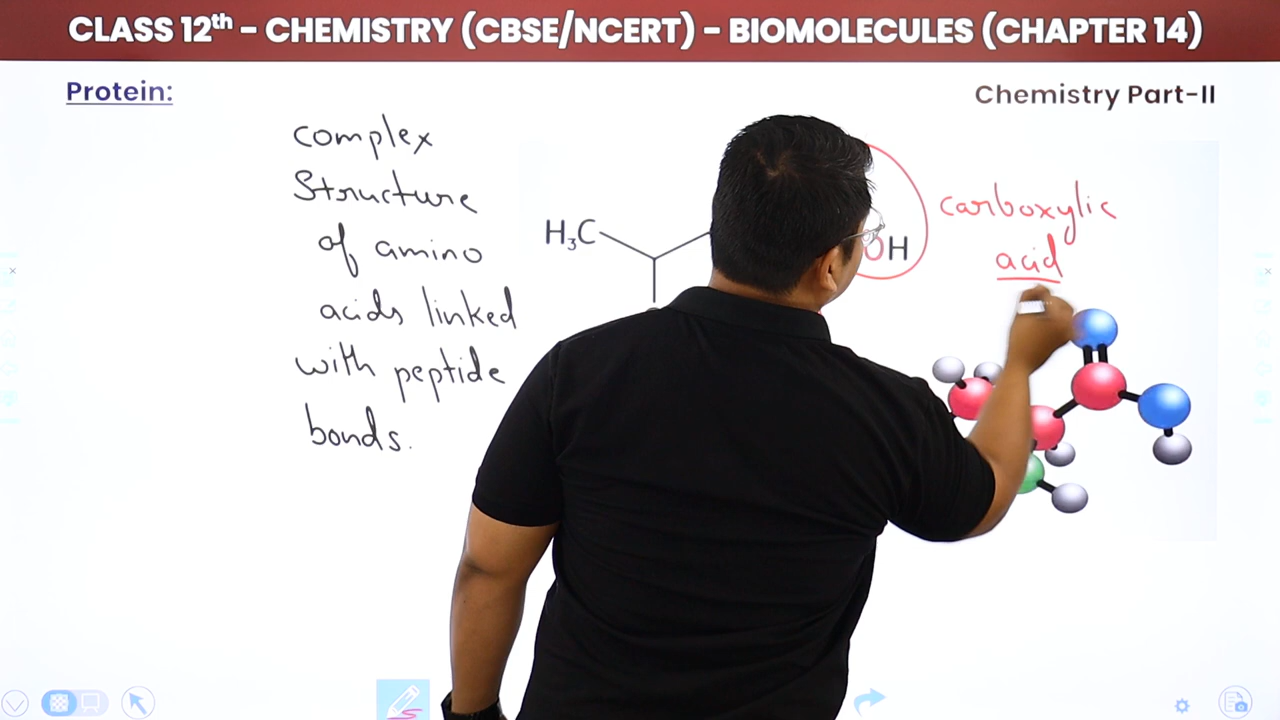 CLASS 12th – CHEMISTRY (CBSE/NCERT) – BIOMOLECULES (CHAPTER 14)
Protein:
Chemistry Part-II
complex
Structure
of amino
acids linked
with peptide
bonds.
H3C
OH
carboxylic
acid